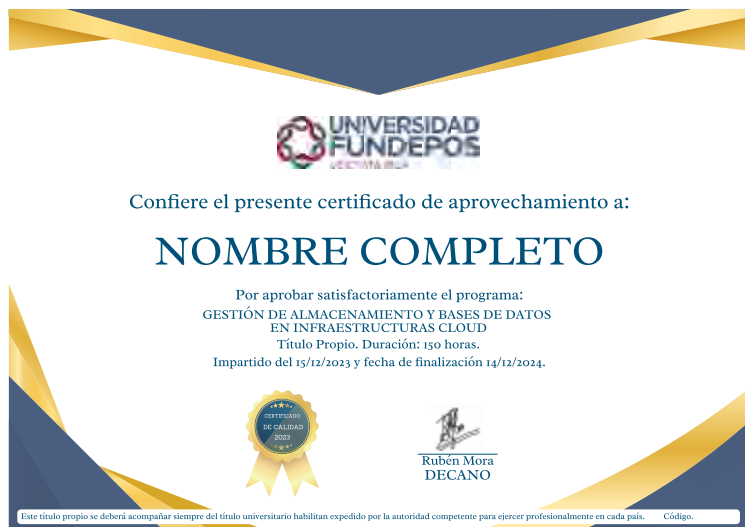 UNIVERSIDAD
FUNDEPOS
Confiere el presente certificado de aprovechamiento a:
NOMBRE COMPLETO
Por aprobar satisfactoriamente el programa:
GESTIÓN DE ALMACENAMIENTO Y BASES DE DATOS
EN INFRAESTRUCTURAS CLOUD
Título Propio. Duración: 150 horas.
Impartido del 15/12/2023 y fecha de finalización 14/12/2024.
CERTIFICADO
DE CALIDAD
2023
Rubén Mora
DECANO
Este título propio se deberá acompañar siempre del título universitario habilitan expedido por la autoridad competente para ejercer profesionalmente en cada país. Código.